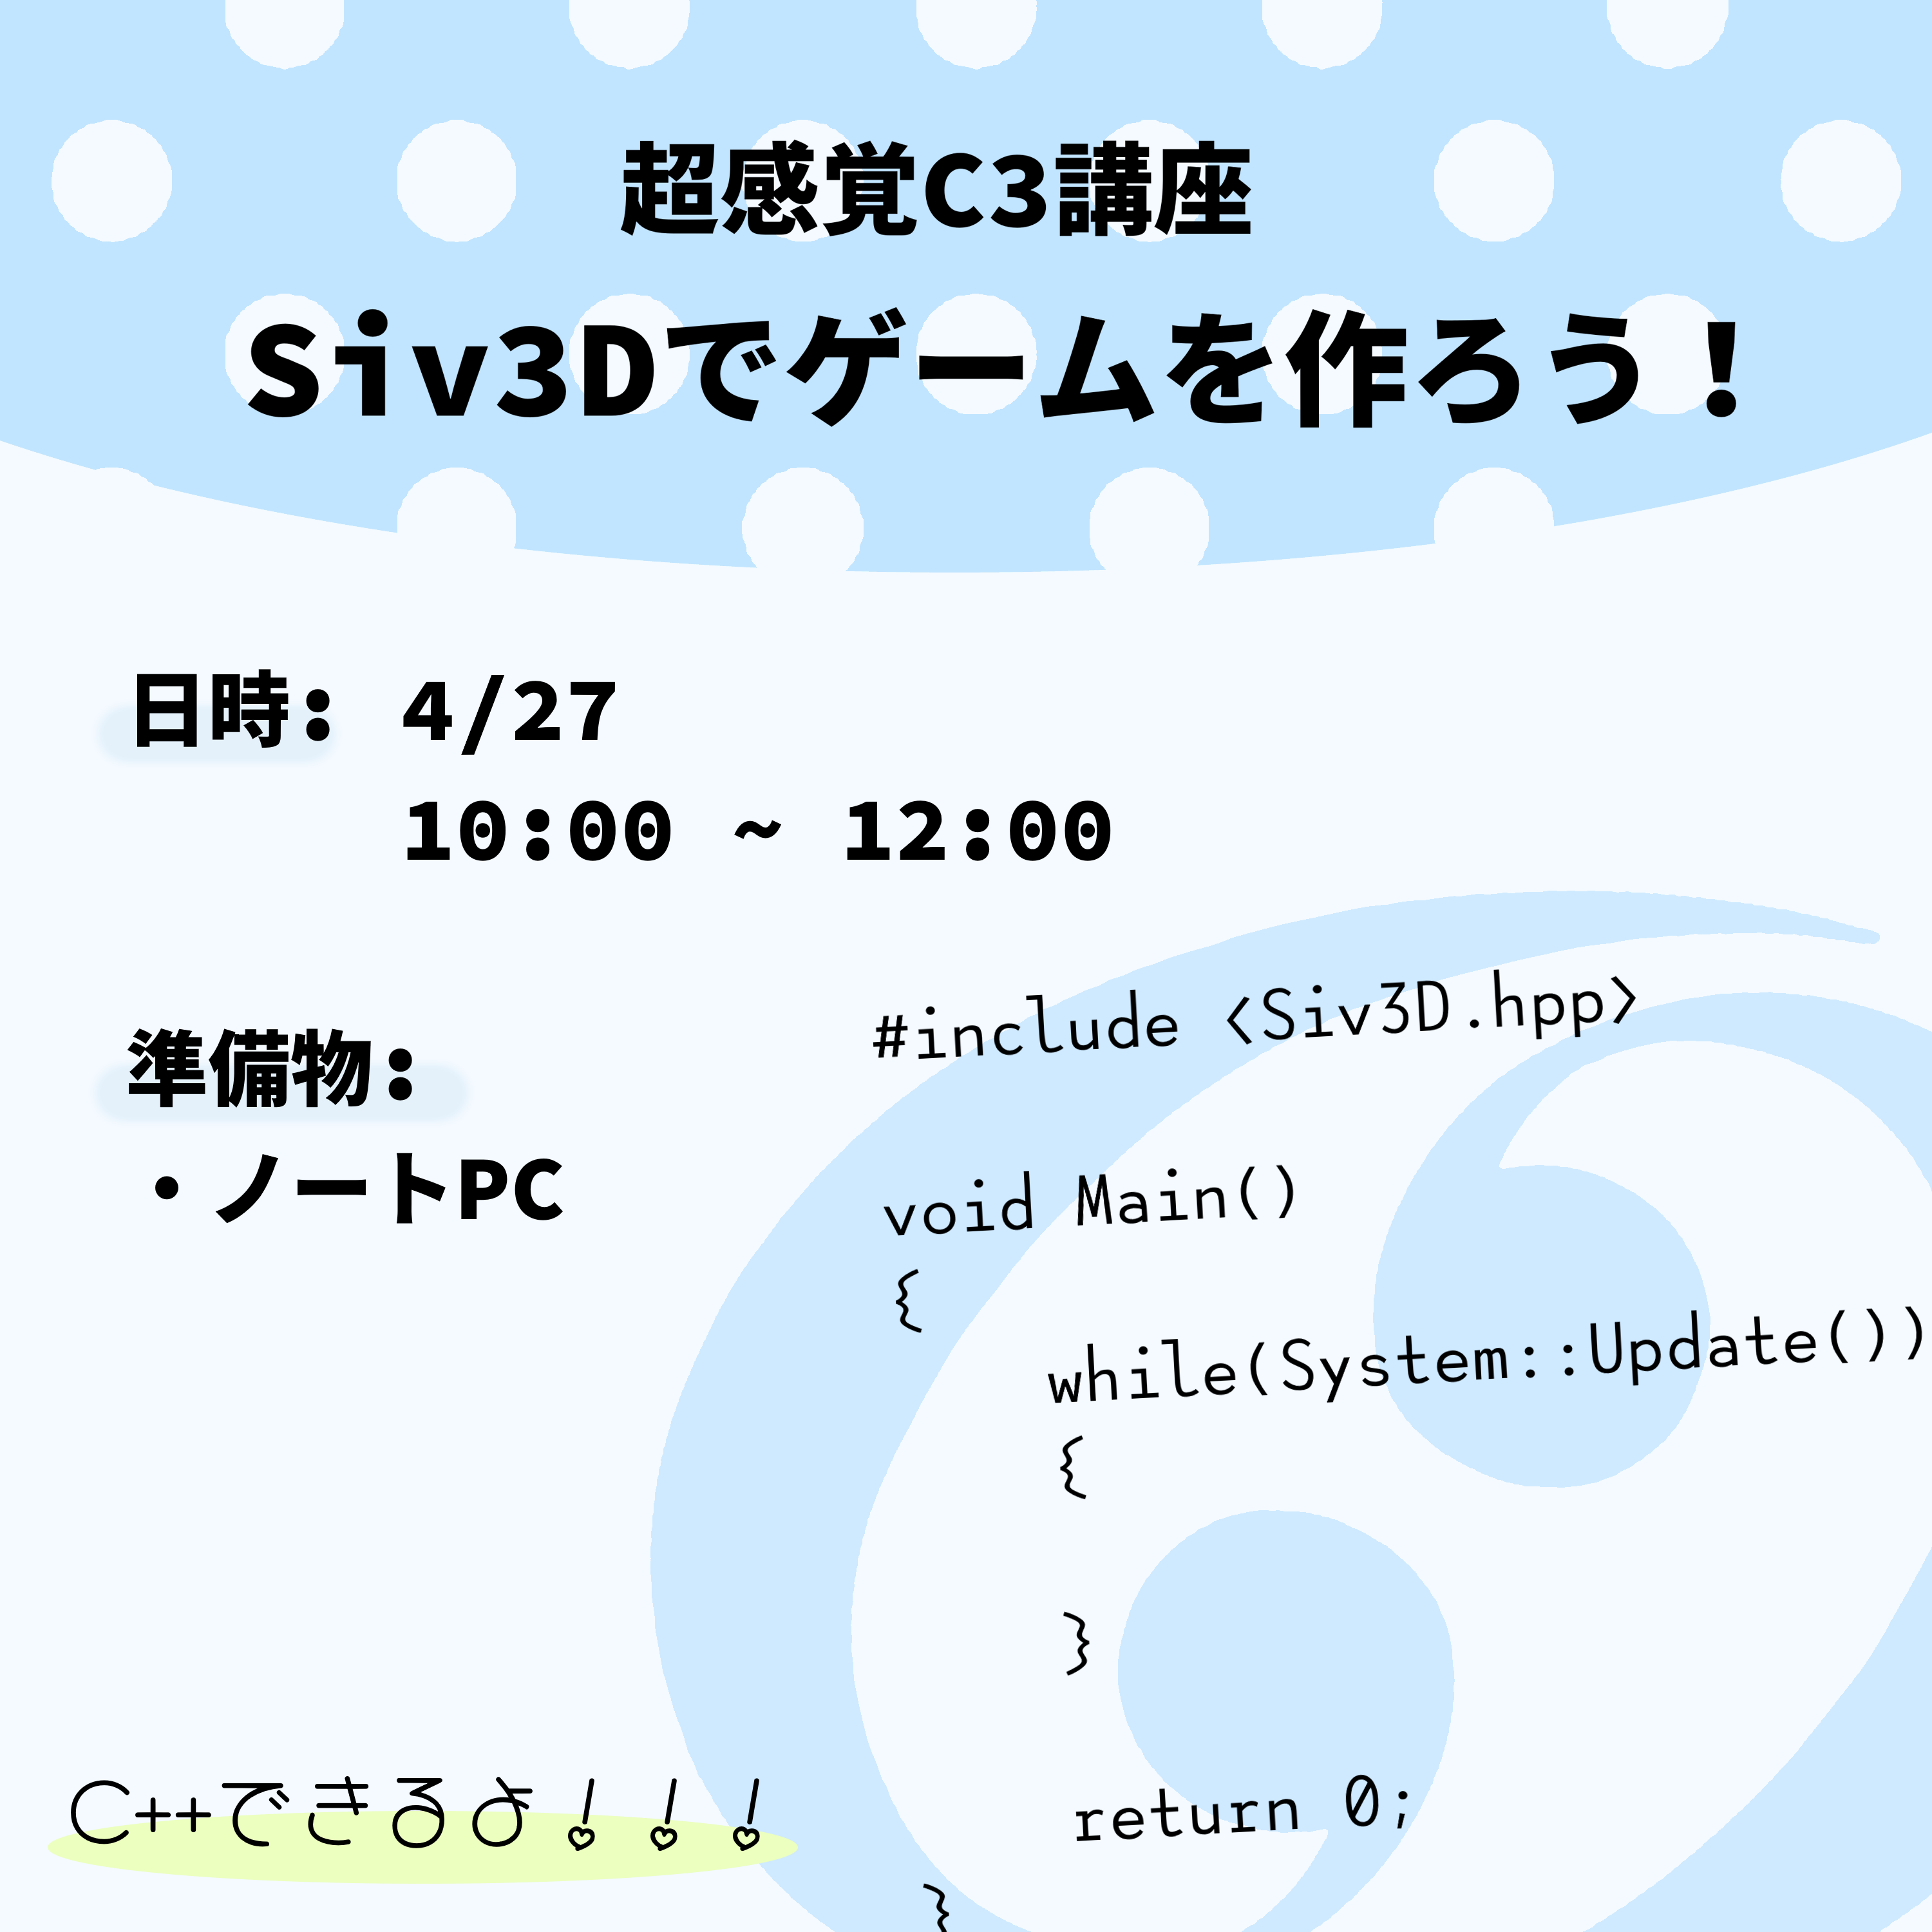 超感覚C3講座
Siv3Dでゲームを作ろう！
日時: 4/27
10:00 ~ 12:00
準備物:
・ノートPC
#include <Siv3D.hpp>
void Main()
{
while(System::Update())
{
}
return 0;
}
C++できるよ！！！